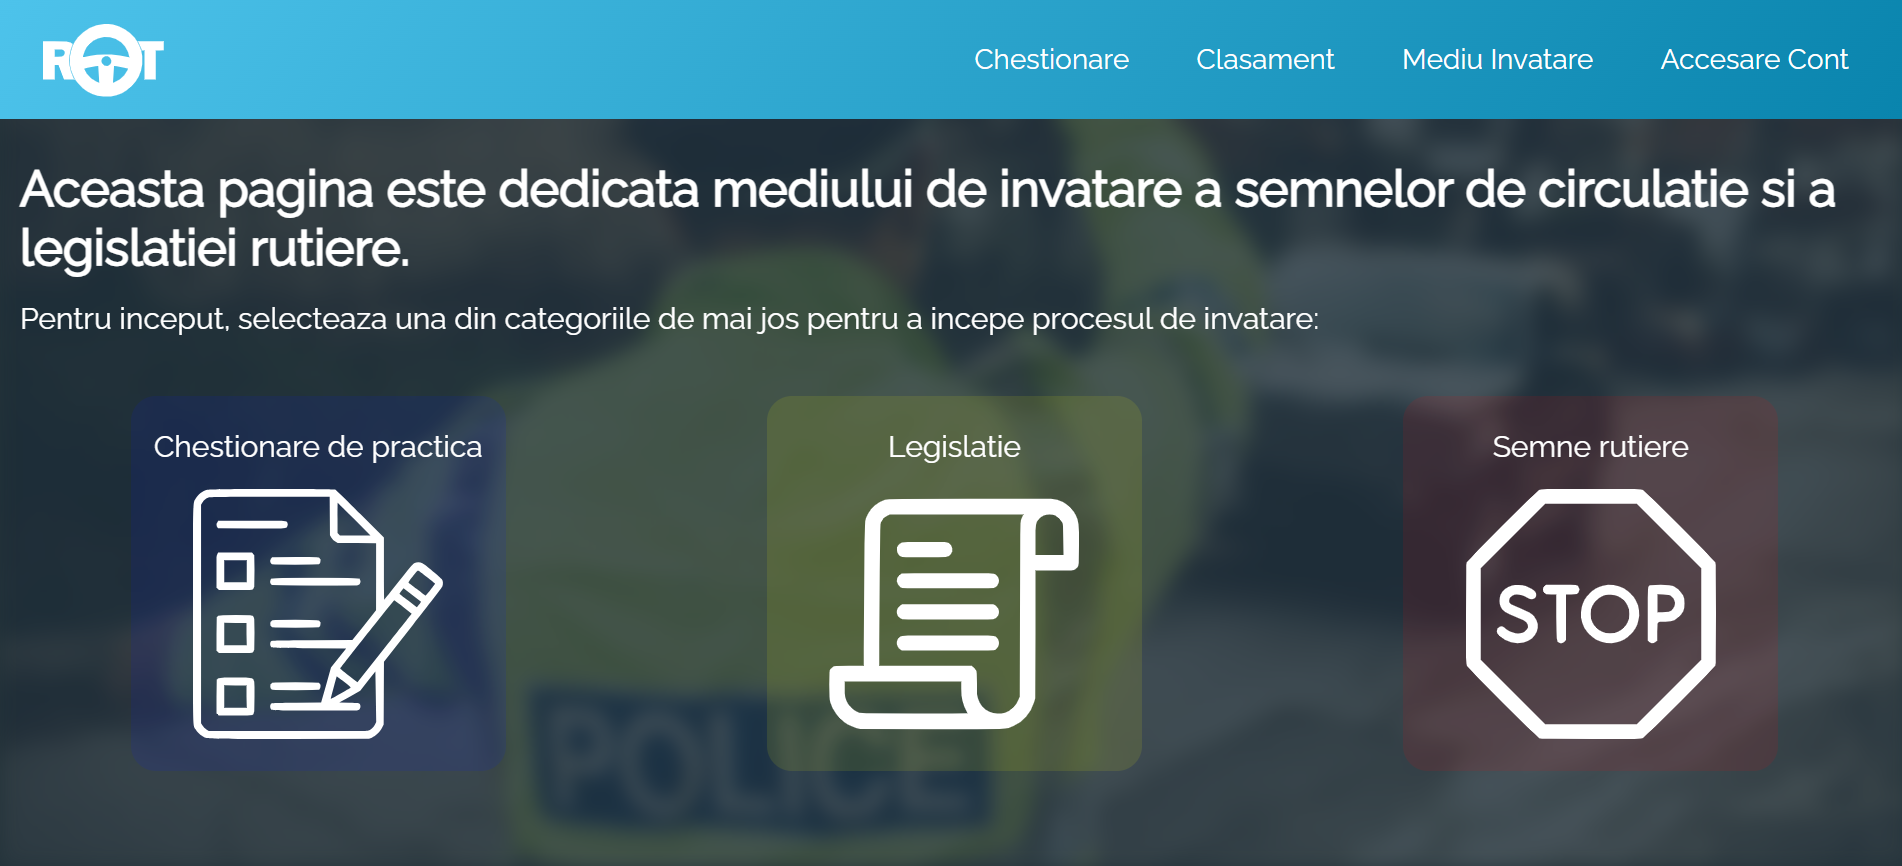 ROT
Chestionare
Clasament
Mediu Invatare
Accesare Cont
Aceasta pagina este dedicata mediului de invatare a semnelor de circulatie si a
legislatiei rutiere.
Pentru inceput, selecteaza una din categoriile de mai jos pentru a incepe procesul de invatare:
Chestionare de practica
Legislatie
Semne rutiere
STOP
POLICE